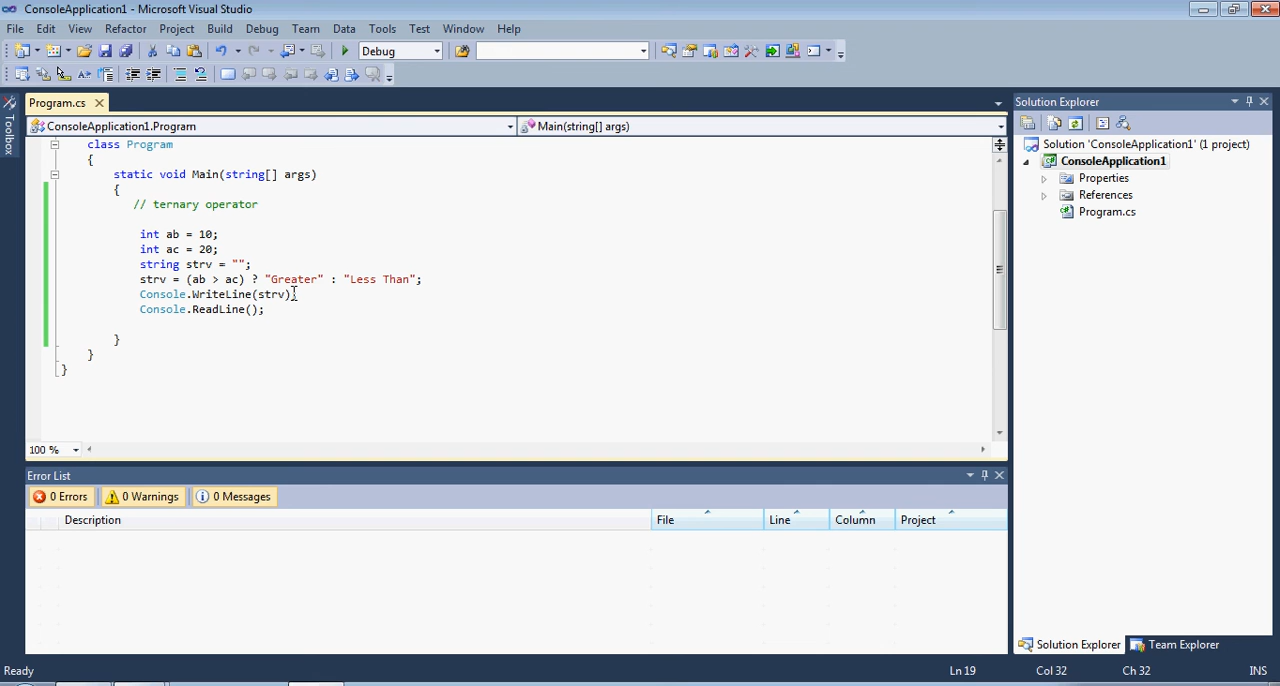 ConsoleApplication1 - Microsoft Visual Studio
File Edit View Refactor Project Build Debug Team Data Tools Test Window Help
Debug
Program.cs
Toolbox
ConsoleApplication1.Program
Main(string[] args)
class Program
{
static void Main(string[] args)
{
// ternary operator
int ab = 10;
int ac = 20;
string strv = "";
strv = (ab > ac) ? "Greater" : "Less Than";
Console.WriteLine(strv);
Console.ReadLine();
}
}
}
100 %
Solution Explorer
Solution 'ConsoleApplication1' (1 project)
ConsoleApplication1
Properties
References
Program.cs
Error List
0 Errors 0 Warnings 0 Messages
Description File Line Column Project
Solution Explorer Team Explorer
Ready Ln 19 Col 32 Ch 32 INS